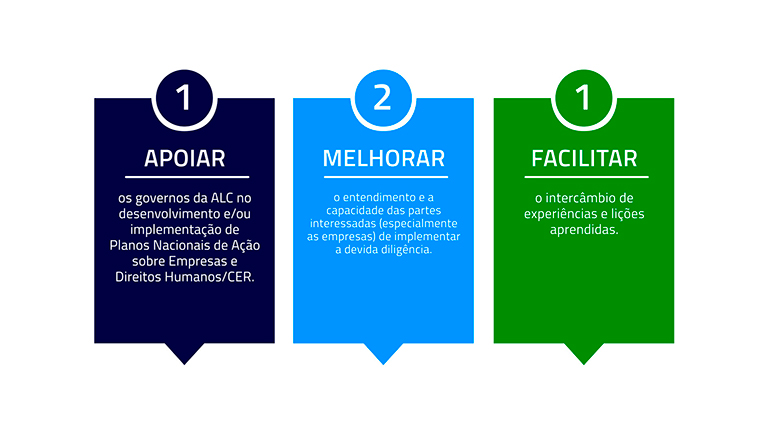 1
APOIAR
os governos da ALC no
desenvolvimento e/ou
implementação de
Planos Nacionais de Ação
sobre Empresas e
Direitos Humanos/CER.
2
MELHORAR
o entendimento e a
capacidade das partes
interessadas (especialmente
as empresas) de implementar
a devida diligência.
1
FACILITAR
o intercâmbio de
experiências e lições
aprendidas.